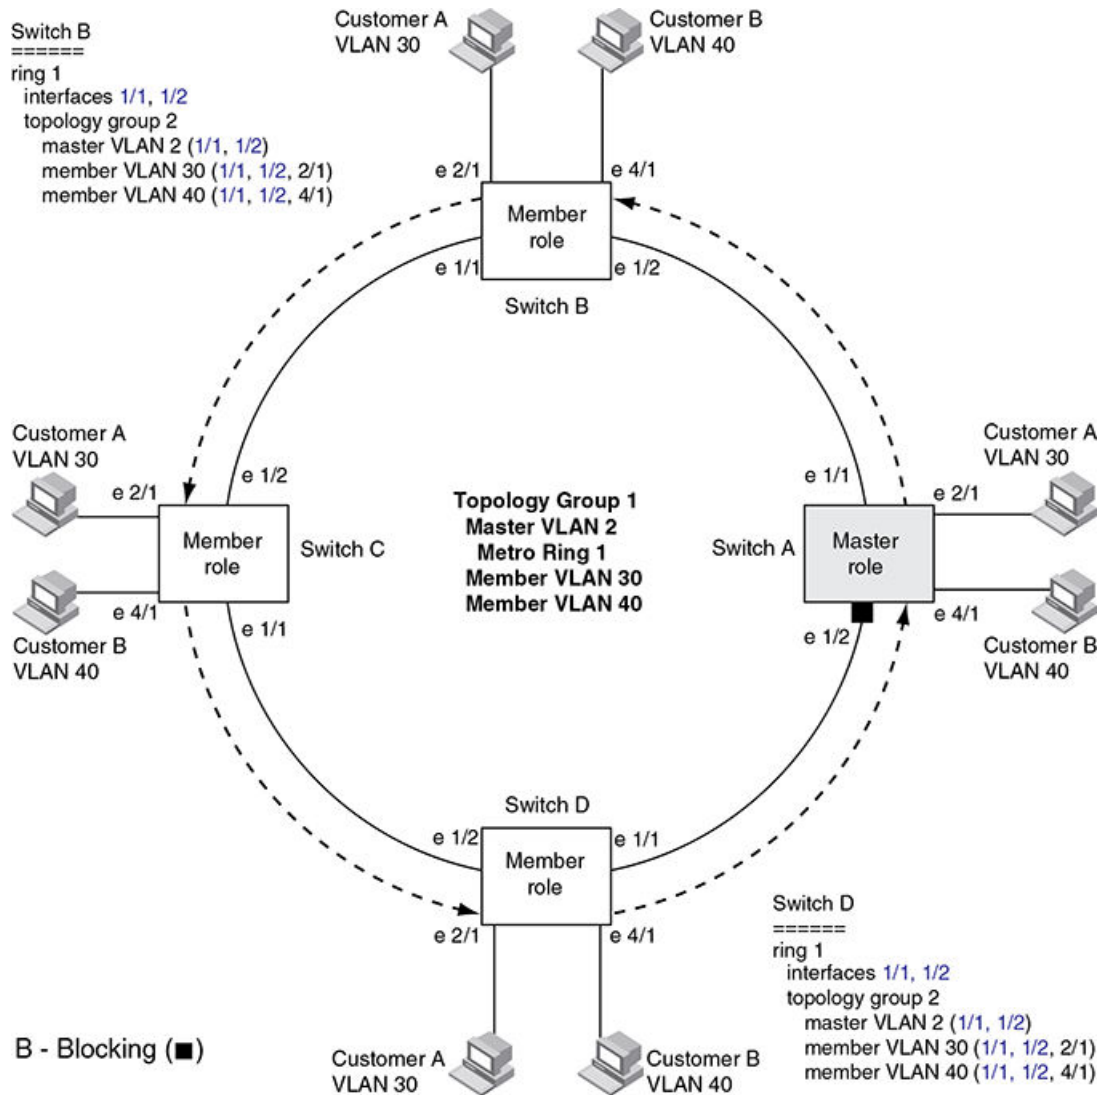 Switch B
======
ring 1
interfaces 1/1, 1/2
topology group 2
master VLAN 2 (1/1, 1/2)
member VLAN 30 (1/1, 1/2, 2/1)
member VLAN 40 (1/1, 1/2, 4/1)
Customer A
VLAN 30
Customer B
VLAN 40
e 2/1
e 4/1
Member
role
e 1/1
e 1/2
Switch B
Customer A
VLAN 30
e 2/1
e 1/2
Member
role
Switch C
e 4/1
e 1/1
Customer B
VLAN 40
Topology Group 1
Master VLAN 2
Metro Ring 1
Member VLAN 30
Member VLAN 40
Customer A
VLAN 30
e 1/1
e 2/1
Switch A
Master
role
e 1/2
e 4/1
Customer B
VLAN 40
Switch D
e 1/2
e 1/1
Member
role
e 2/1
e 4/1
Customer A
VLAN 30
Customer B
VLAN 40
Switch D
======
ring 1
interfaces 1/1, 1/2
topology group 2
master VLAN 2 (1/1, 1/2)
member VLAN 30 (1/1, 1/2, 2/1)
member VLAN 40 (1/1, 1/2, 4/1)
B - Blocking (■)